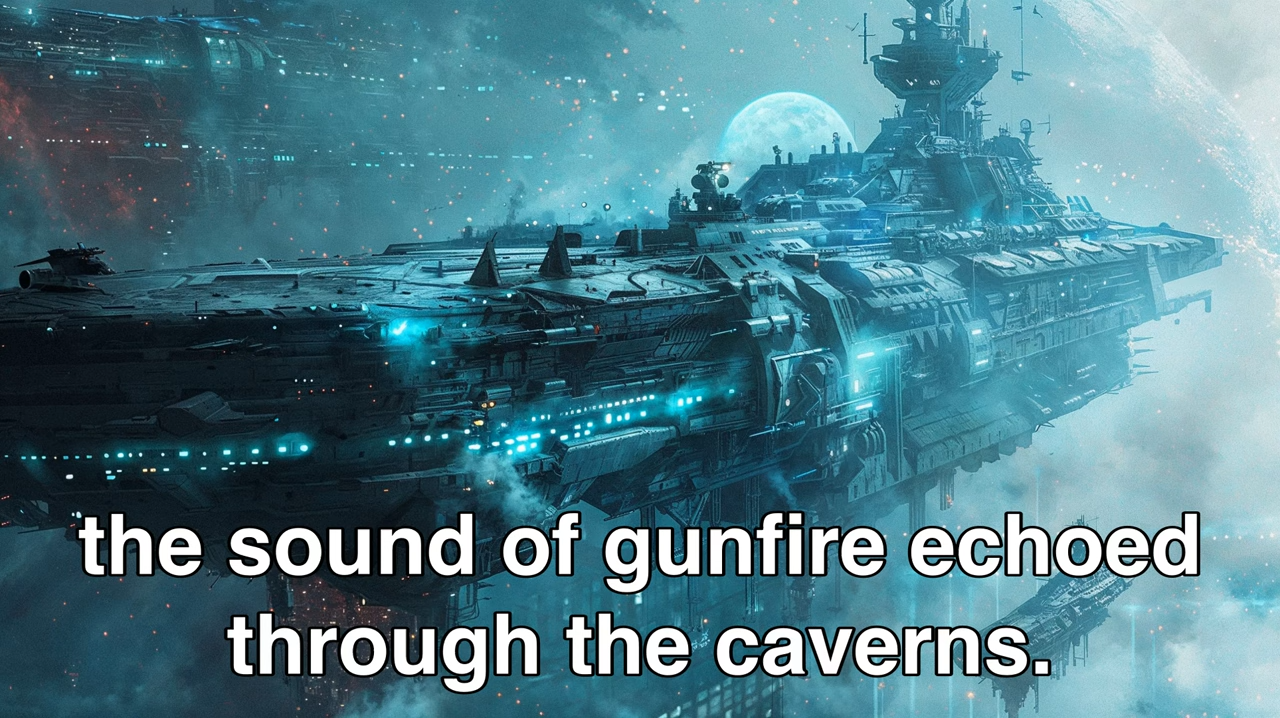 the sound of gunfire echoed
through the caverns.